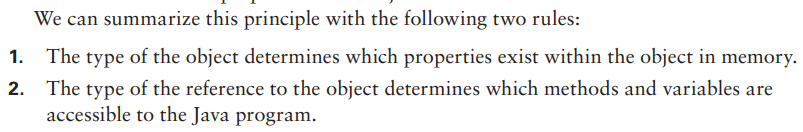 We can summarize this principle with the following two rules:
1. The type of the object determines which properties exist within the object in memory.
2. The type of the reference to the object determines which methods and variables are
accessible to the Java program.